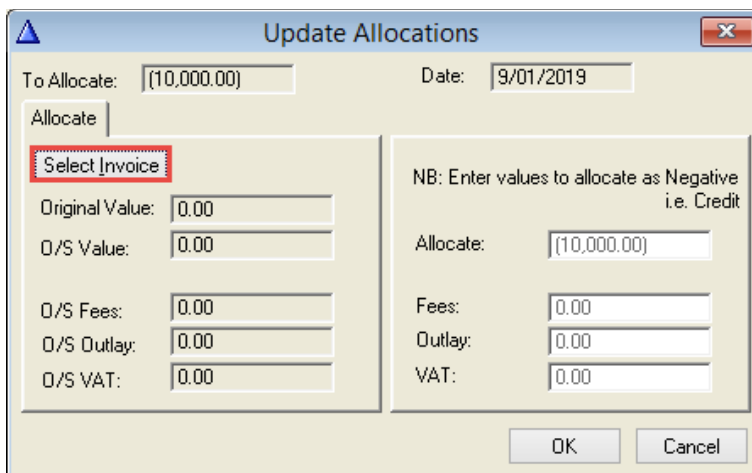 Update Allocations
To Allocate: (10,000.00) Date: 9/01/2019
Allocate
Select Invoice
Original Value: 0.00
O/S Value: 0.00
O/S Fees: 0.00
O/S Outlay: 0.00
O/S VAT: 0.00
NB: Enter values to allocate as Negative
i.e. Credit
Allocate: (10,000.00)
Fees: 0.00
Outlay: 0.00
VAT: 0.00
OK Cancel